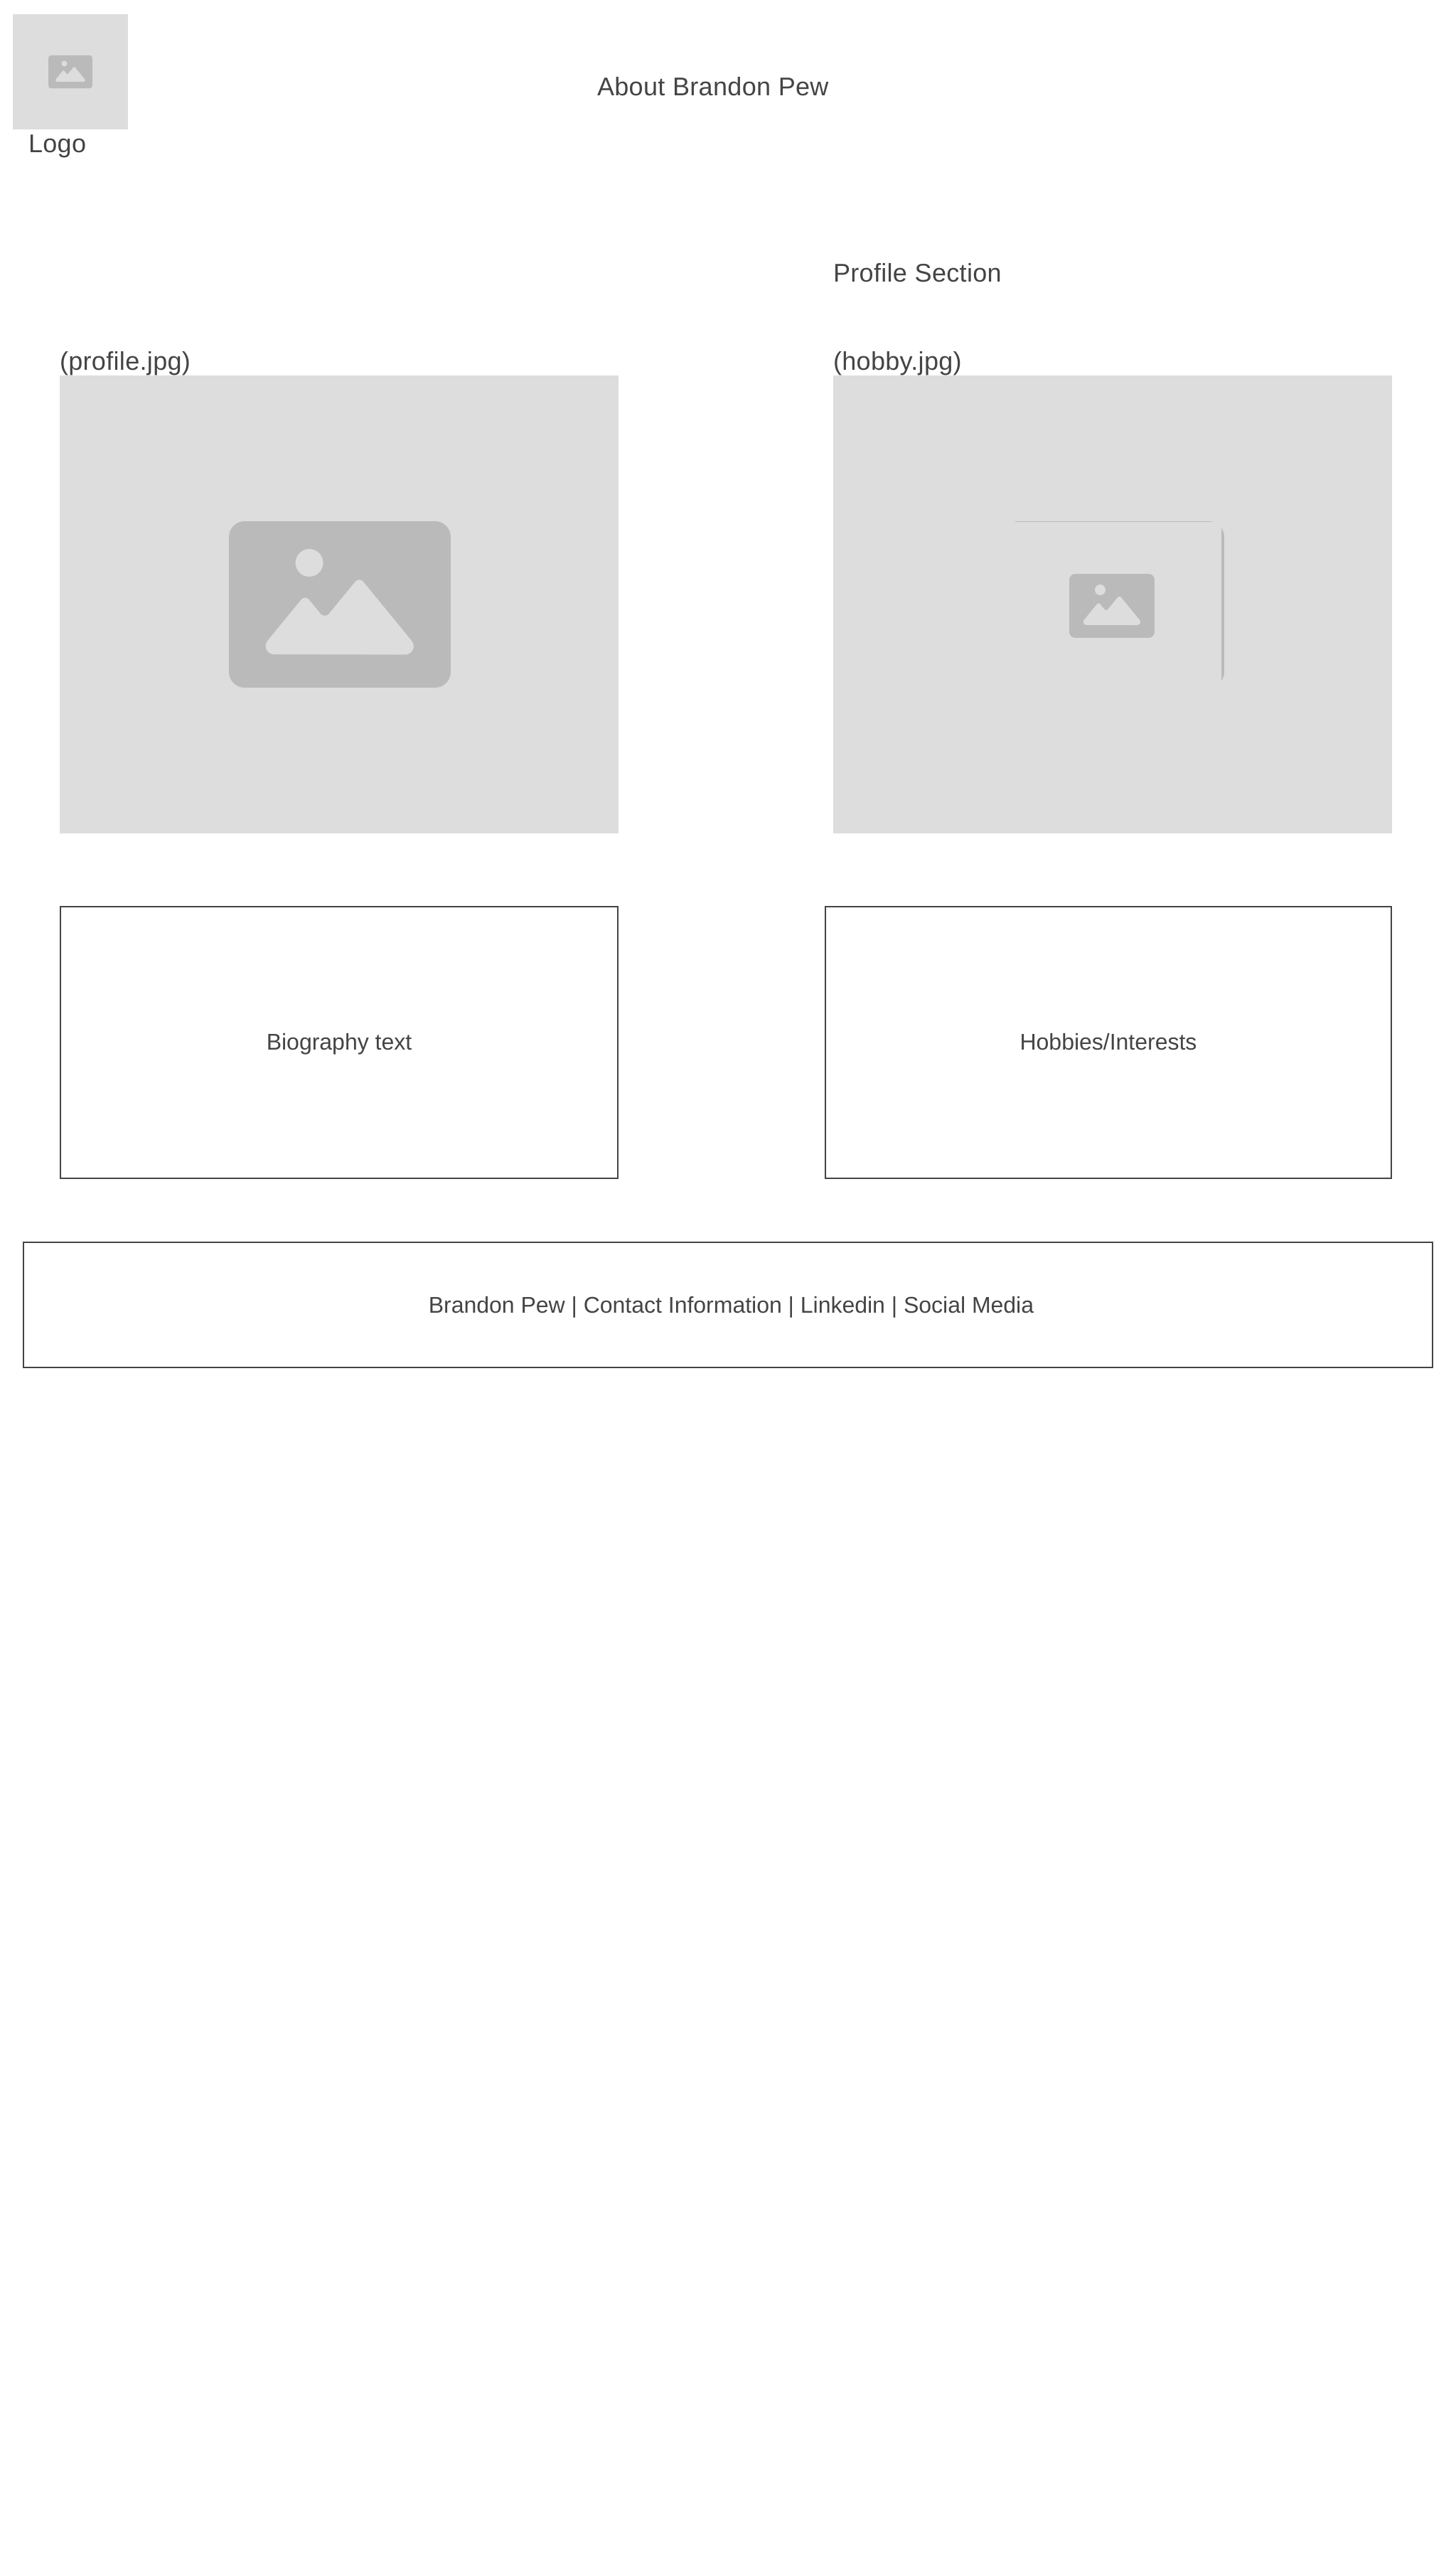 About Brandon Pew
Logo
Profile Section
(profile.jpg)
(hobby.jpg)
Biography text
Hobbies/Interests
Brandon Pew | Contact Information | Linkedin | Social Media